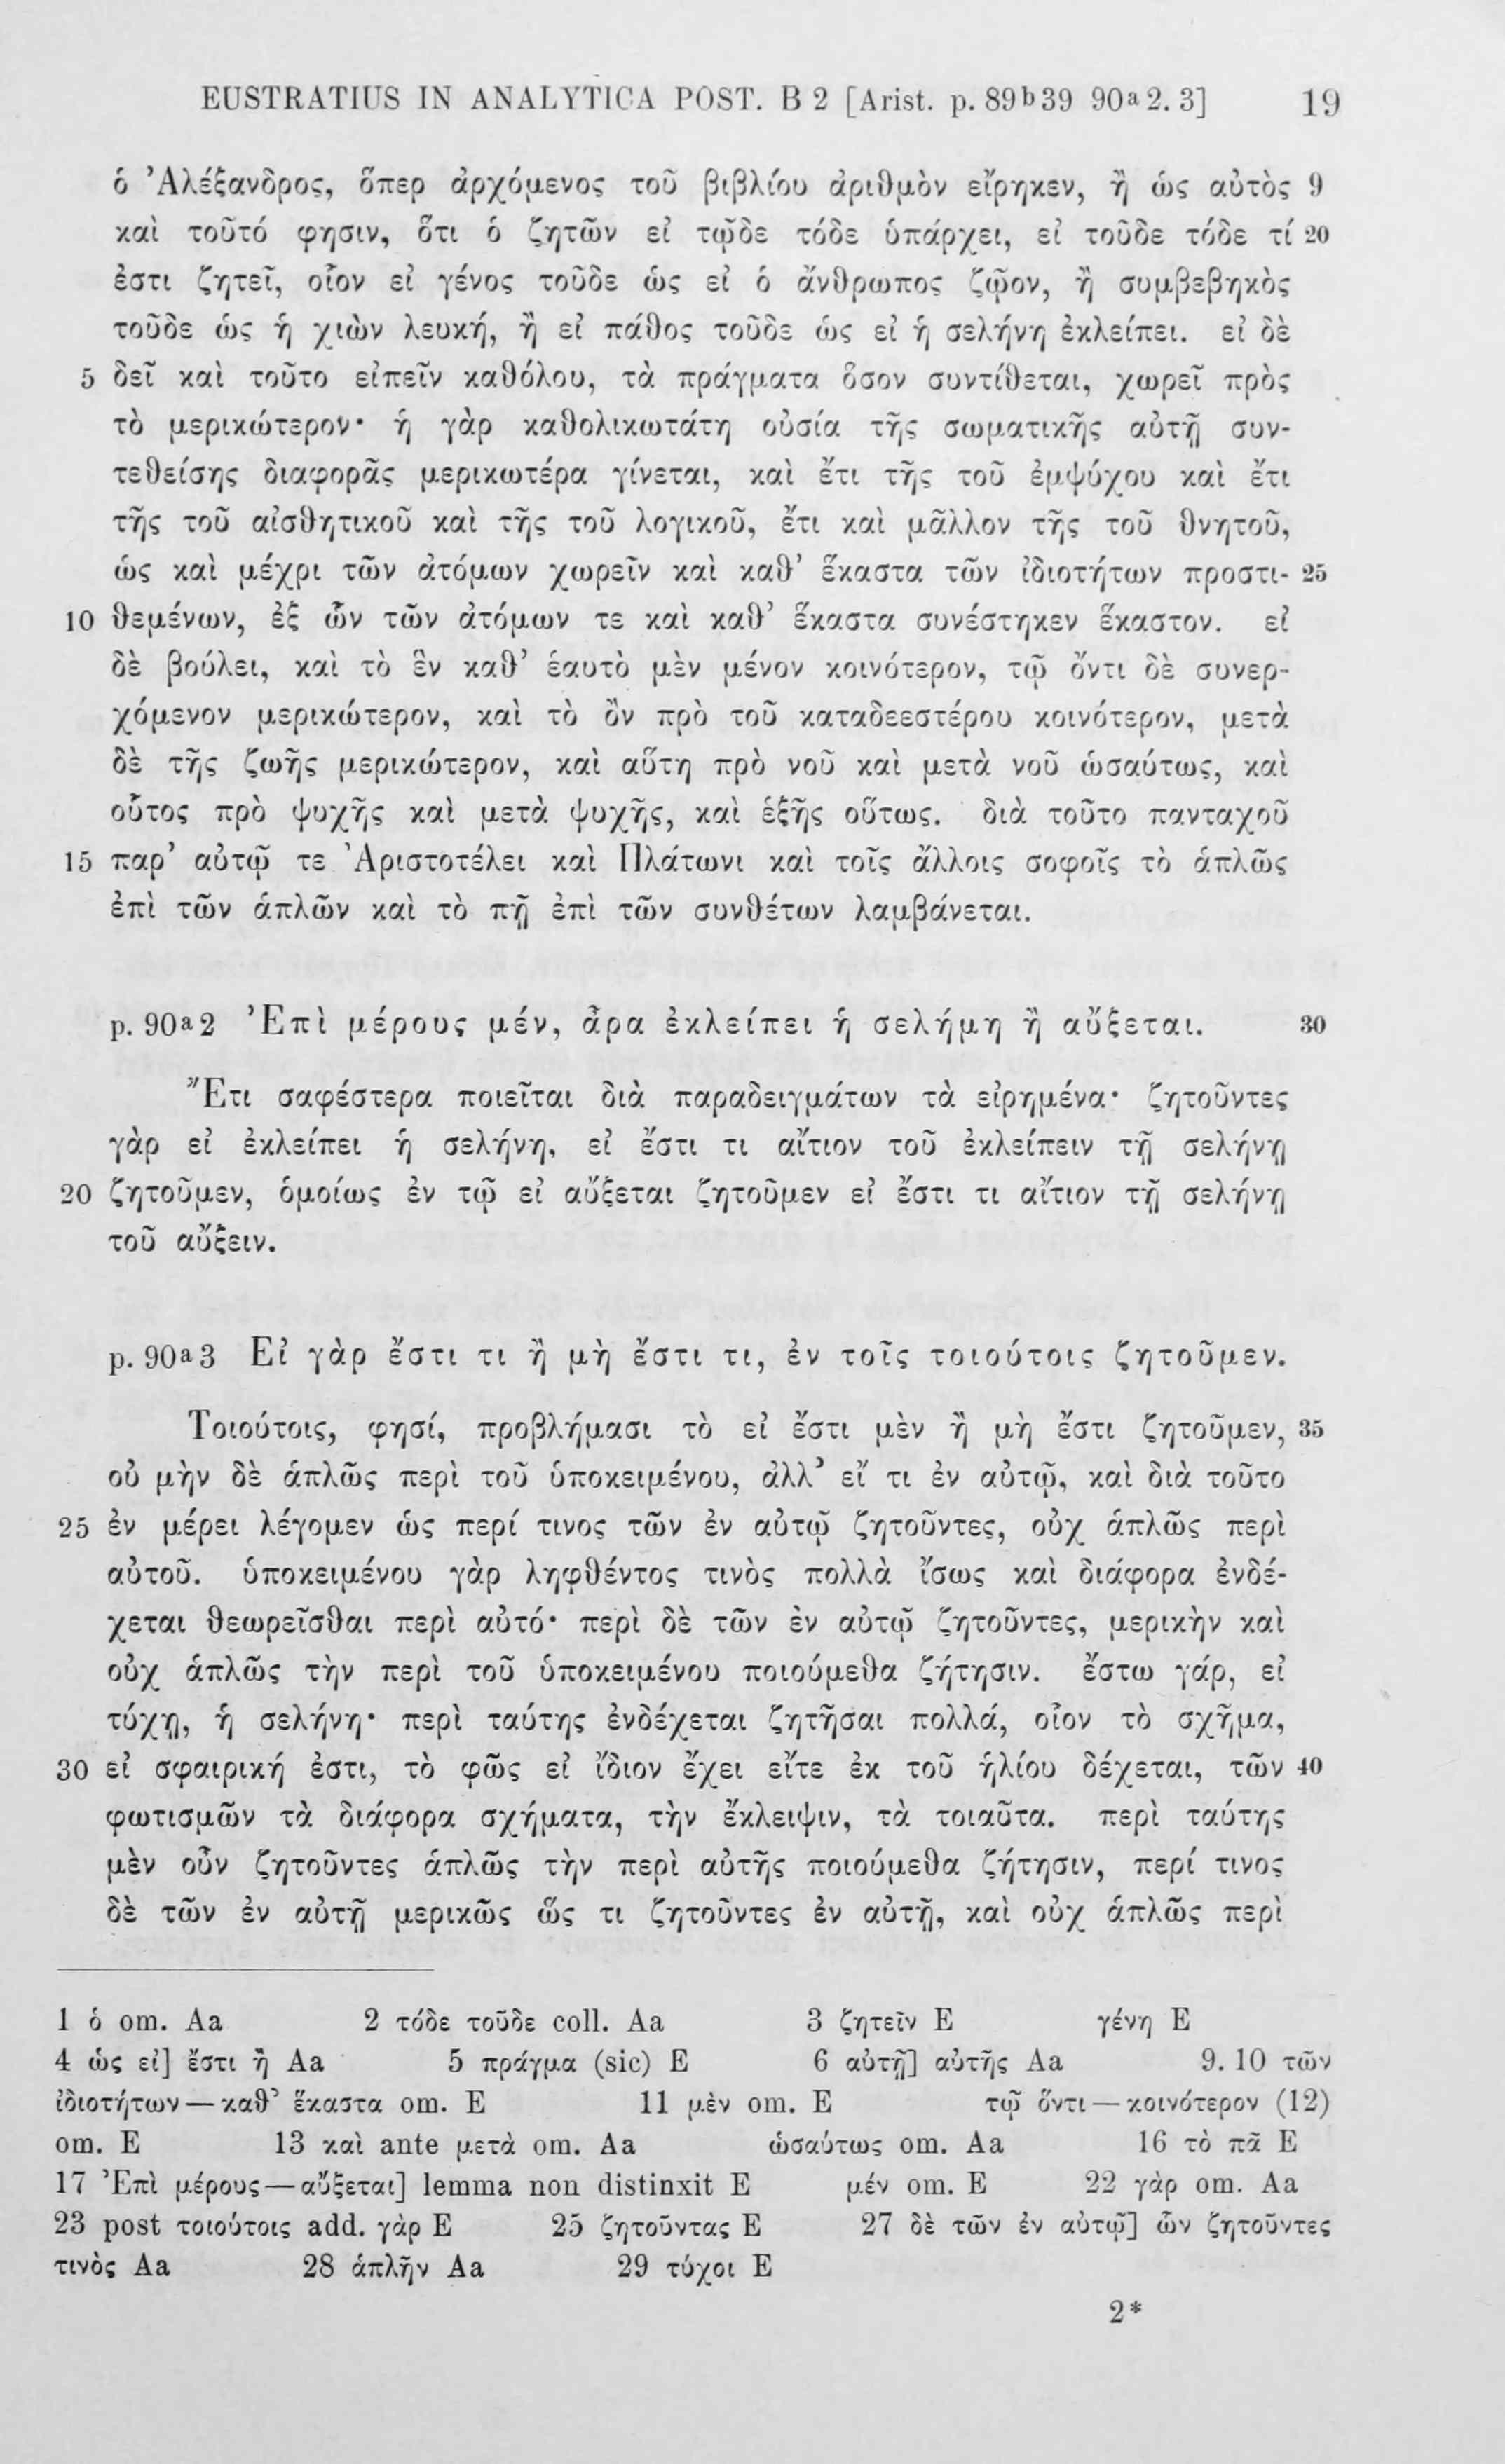 EUSTRATIUS IN ANALYTICA POST. B 2 [Arist. p. 89b39 90a2. 3] 19
ὁ Ἀλέξανδρος, ὅπερ ἀρχόμενος τοῦ βιβλίου ἀριθμὸν εἴρηκεν, ἢ ὡς αὐτὸς 9
καὶ τοῦτό φησιν, ὅτι ὁ ζητῶν εἰ τῷδε τόδε ὑπάρχει, εἰ τοῦδε τόδε τί 20
ἐστι ζητεῖ, οἷον εἰ γένος τοῦδε ὡς εἰ ὁ ἄνθρωπος ζῷον, ἢ συμβεβηκὸς
τοῦδε ὡς ἡ χιὼν λευκή, ἢ εἰ πάθος τοῦδε ὡς εἰ ἡ σελήνη ἐκλείπει. εἰ δὲ
5 δεῖ καὶ τοῦτο εἰπεῖν καθόλου, τὰ πράγματα ὅσον συντίθεται, χωρεῖ πρὸς
τὸ μερικώτερον· ἡ γὰρ καθολικωτάτη οὐσία τῆς σωματικῆς αὐτῇ συν-
τεθείσης διαφορᾶς μερικωτέρα γίνεται, καὶ ἔτι τῆς τοῦ ἐμψύχου καὶ ἔτι
τῆς τοῦ αἰσθητικοῦ καὶ τῆς τοῦ λογικοῦ, ἔτι καὶ μᾶλλον τῆς τοῦ θνητοῦ,
ὡς καὶ μέχρι τῶν ἀτόμων χωρεῖν καὶ καθ’ ἕκαστα τῶν ἰδιοτήτων προστι- 25
10 θεμένων, ἐξ ὧν τῶν ἀτόμων τε καὶ καθ’ ἕκαστα συνέστηκεν ἕκαστον. εἰ
δὲ βούλει, καὶ τὸ ἓν καθ’ ἑαυτὸ μὲν μένον κοινότερον, τῷ ὄντι δὲ συνερ-
χόμενον μερικώτερον, καὶ τὸ ὂν πρὸ τοῦ καταδεεστέρου κοινότερον, μετὰ
δὲ τῆς ζωῆς μερικώτερον, καὶ αὕτη πρὸ νοῦ καὶ μετὰ νοῦ ὡσαύτως, καὶ
οὗτος πρὸ ψυχῆς καὶ μετὰ ψυχῆς, καὶ ἑξῆς οὕτως. διὰ τοῦτο πανταχοῦ
15 παρ’ αὐτῷ τε Ἀριστοτέλει καὶ Πλάτωνι καὶ τοῖς ἄλλοις σοφοῖς τὸ ἁπλῶς
ἐπὶ τῶν ἁπλῶν καὶ τὸ πῇ ἐπὶ τῶν συνθέτων λαμβάνεται.
p. 90a2 Ἐπὶ μέρους μέν, ἆρα ἐκλείπει ἡ σελήμη ἢ αὔξεται. 30
Ἔτι σαφέστερα ποιεῖται διὰ παραδειγμάτων τὰ εἰρημένα· ζητοῦντες
γὰρ εἰ ἐκλείπει ἡ σελήνη, εἰ ἔστι τι αἴτιον τοῦ ἐκλείπειν τῇ σελήνῃ
20 ζητοῦμεν, ὁμοίως ἐν τῷ εἰ αὔξεται ζητοῦμεν εἰ ἔστι τι αἴτιον τῇ σελήνῃ
τοῦ αὔξειν.
p. 90a3 Εἰ γὰρ ἔστι τι ἢ μὴ ἔστι τι, ἐν τοῖς τοιούτοις ζητοῦμεν.
Τοιούτοις, φησί, προβλήμασι τὸ εἰ ἔστι μὲν ἢ μὴ ἔστι ζητοῦμεν, 35
οὐ μὴν δὲ ἁπλῶς περὶ τοῦ ὑποκειμένου, ἀλλ’ εἴ τι ἐν αὐτῷ, καὶ διὰ τοῦτο
25 ἐν μέρει λέγομεν ὡς περί τινος τῶν ἐν αὐτῷ ζητοῦντες, οὐχ ἁπλῶς περὶ
αὐτοῦ. ὑποκειμένου γὰρ ληφθέντος τινὸς πολλὰ ἴσως καὶ διάφορα ἐνδέ-
χεται θεωρεῖσθαι περὶ αὐτό· περὶ δὲ τῶν ἐν αὐτῷ ζητοῦντες, μερικὴν καὶ
οὐχ ἁπλῶς τὴν περὶ τοῦ ὑποκειμένου ποιούμεθα ζήτησιν. ἔστω γάρ, εἰ
τύχῃ, ἡ σελήνη· περὶ ταύτης ἐνδέχεται ζητῆσαι πολλά, οἷον τὸ σχῆμα,
30 εἰ σφαιρική ἐστι, τὸ φῶς εἰ ἴδιον ἔχει εἴτε ἐκ τοῦ ἡλίου δέχεται, τῶν 40
φωτισμῶν τὰ διάφορα σχήματα, τὴν ἔκλειψιν, τὰ τοιαῦτα. περὶ ταύτης
μὲν οὖν ζητοῦντες ἁπλῶς τὴν περὶ αὐτῆς ποιούμεθα ζήτησιν, περί τινος
δὲ τῶν ἐν αὐτῇ μερικῶς ὥς τι ζητοῦντες ἐν αὐτῇ, καὶ οὐχ ἁπλῶς περὶ
1 ὁ om. Aa 2 τόδε τοῦδε coll. Aa 3 ζητεῖν E γένη E
4 ὡς εἰ] ἔστι ἢ Aa 5 πράγμα (sic) E 6 αὐτῇ] αὐτῆς Aa 9. 10 τῶν
ἰδιοτήτων — καθ’ ἕκαστα om. E 11 μὲν om. E τῷ ὄντι — κοινότερον (12)
om. E 13 καὶ ante μετὰ om. Aa ὡσαύτως om. Aa 16 τὸ πᾶ E
17 Ἐπὶ μέρους — αὔξεται] lemma non distinxit E μέν om. E 22 γὰρ om. Aa
23 post τοιούτοις add. γὰρ E 25 ζητοῦντας E 27 δὲ τῶν ἐν αὐτῷ] ὧν ζητοῦντες
τινὸς Aa 28 ἁπλῆν Aa 29 τύχοι E
2*